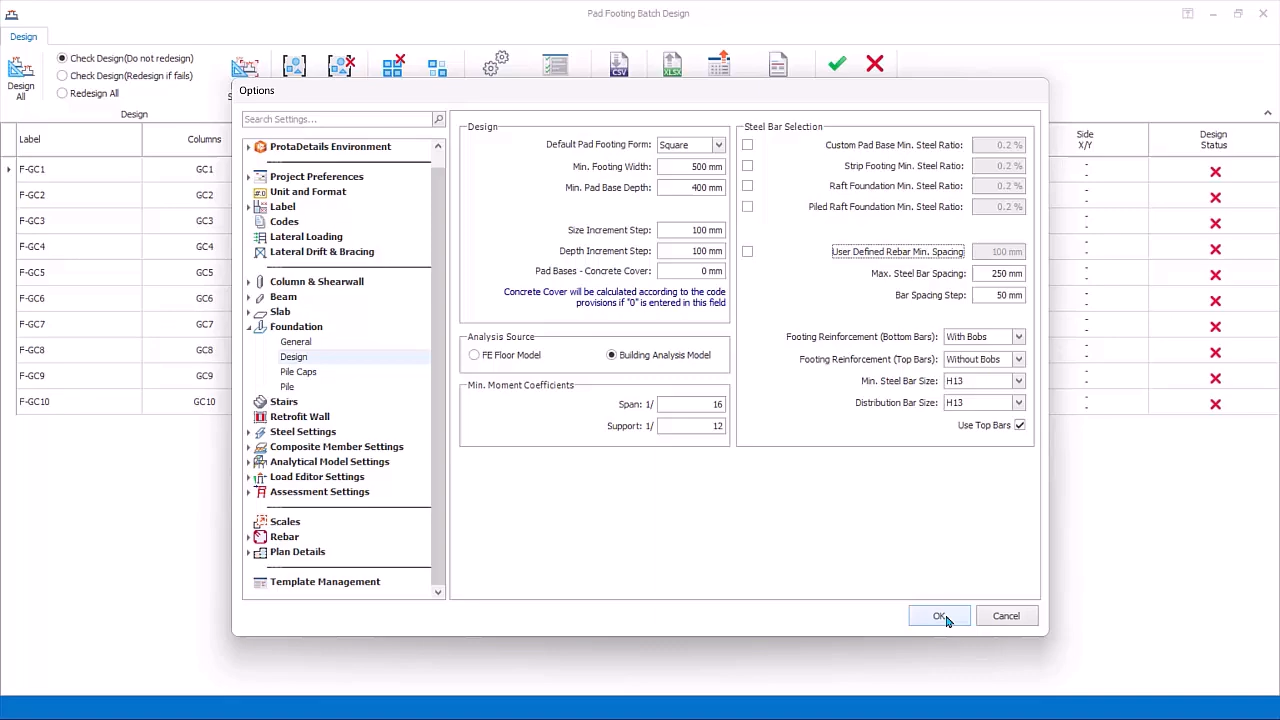 Pad Footing Batch Design
Design
Check Design(Do not redesign)
Check Design(Redesign if fails)
Redesign All
Design
All
CSV
XLSX
Design
Label
Columns
Side
X/Y
Design
Status
F-GC1
GC1
F-GC2
GC2
F-GC3
GC3
F-GC4
GC4
F-GC5
GC5
F-GC6
GC6
F-GC7
GC7
F-GC8
GC8
F-GC9
GC9
F-GC10
GC10
Options
Search Settings...
ProtaDetails Environment
Project Preferences
Unit and Format
Label
Codes
Lateral Loading
Lateral Drift & Bracing
Column & Shearwall
Beam
Slab
Foundation
General
Design
Pile Caps
Pile
Stairs
Retrofit Wall
Steel Settings
Composite Member Settings
Analytical Model Settings
Load Editor Settings
Assessment Settings
Scales
Rebar
Plan Details
Template Management
Design
Default Pad Footing Form: Square
Min. Footing Width: 500 mm
Min. Pad Base Depth: 400 mm
Size Increment Step: 100 mm
Depth Increment Step: 100 mm
Pad Bases - Concrete Cover: 0 mm
Concrete Cover will be calculated according to the code
provisions if "0" is entered in this field
Analysis Source
FE Floor Model
Building Analysis Model
Min. Moment Coefficients
Span: 1/ 16
Support: 1/ 12
Steel Bar Selection
Custom Pad Base Min. Steel Ratio: 0.2 %
Strip Footing Min. Steel Ratio: 0.2 %
Raft Foundation Min. Steel Ratio: 0.2 %
Piled Raft Foundation Min. Steel Ratio: 0.2 %
User Defined Rebar Min. Spacing 100 mm
Max. Steel Bar Spacing: 250 mm
Bar Spacing Step: 50 mm
Footing Reinforcement (Bottom Bars): With Bobs
Footing Reinforcement (Top Bars): Without Bobs
Min. Steel Bar Size: H13
Distribution Bar Size: H13
Use Top Bars
OK
Cancel